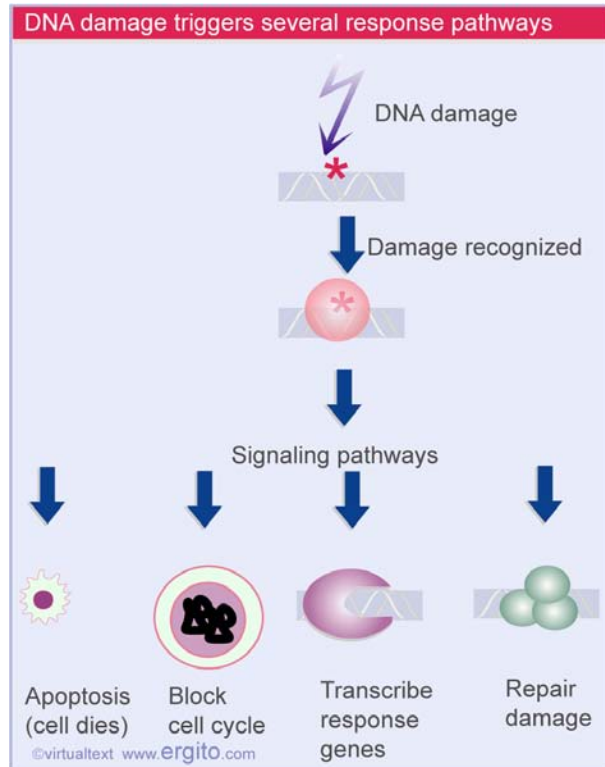 DNA damage triggers several response pathways
DNA damage
*
Damage recognized
*
Signaling pathways
Apoptosis
(cell dies)
Block
cell cycle
Transcribe
response
genes
Repair
damage
©virtualtext www.ergito.com